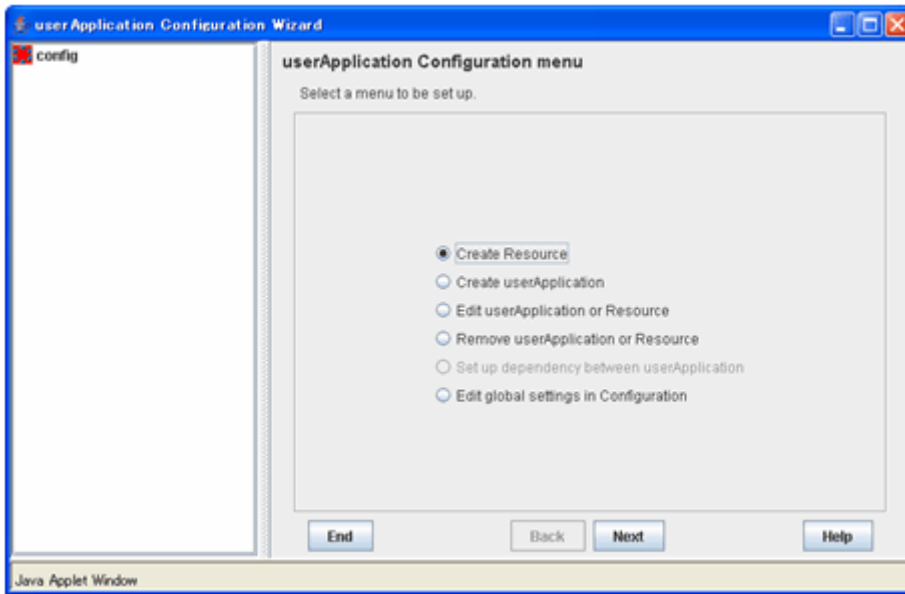 userApplication Configuration Wizard
config
userApplication Configuration menu
Select a menu to be set up.
Create Resource
Create userApplication
Edit userApplication or Resource
Remove userApplication or Resource
Set up dependency between userApplication
Edit global settings in Configuration
End Back Next Help
Java Applet Window